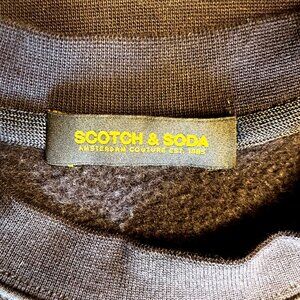 SCOTCH & SODA
AMSTERDAM COUTURE EST. 1985